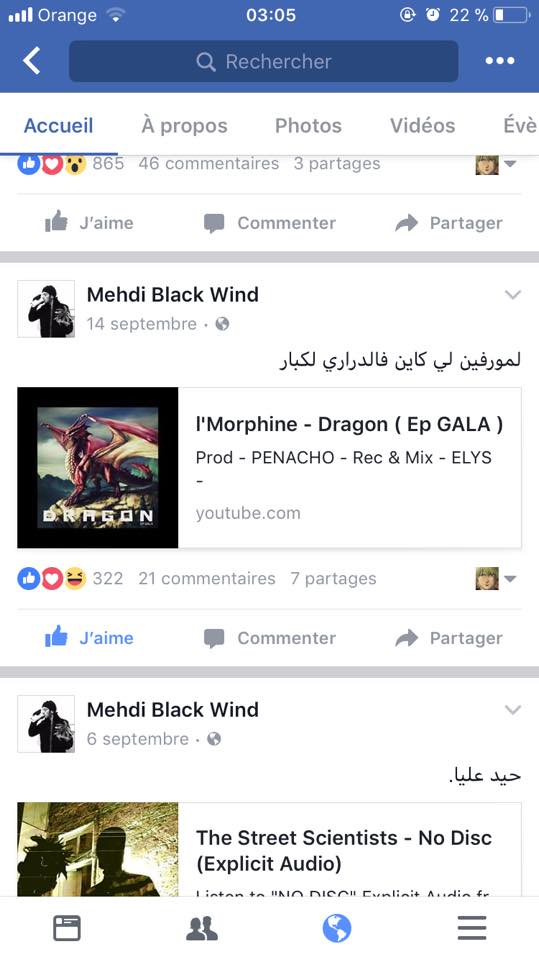 Orange 03:05 22 %
Rechercher
Accueil À propos Photos Vidéos Évè
865 46 commentaires 3 partages
J'aime Commenter Partager
Mehdi Black Wind
14 septembre ·
لمورفين لي كاين فالدراري لكبار
l'Morphine - Dragon ( Ep GALA )
Prod - PENACHO - Rec & Mix - ELYS
-
youtube.com
DRAGON
322 21 commentaires 7 partages
J'aime Commenter Partager
Mehdi Black Wind
6 septembre ·
حيد عليا.
The Street Scientists - No Disc
(Explicit Audio)
Listen to "NO DISC" Explicit Audio fr